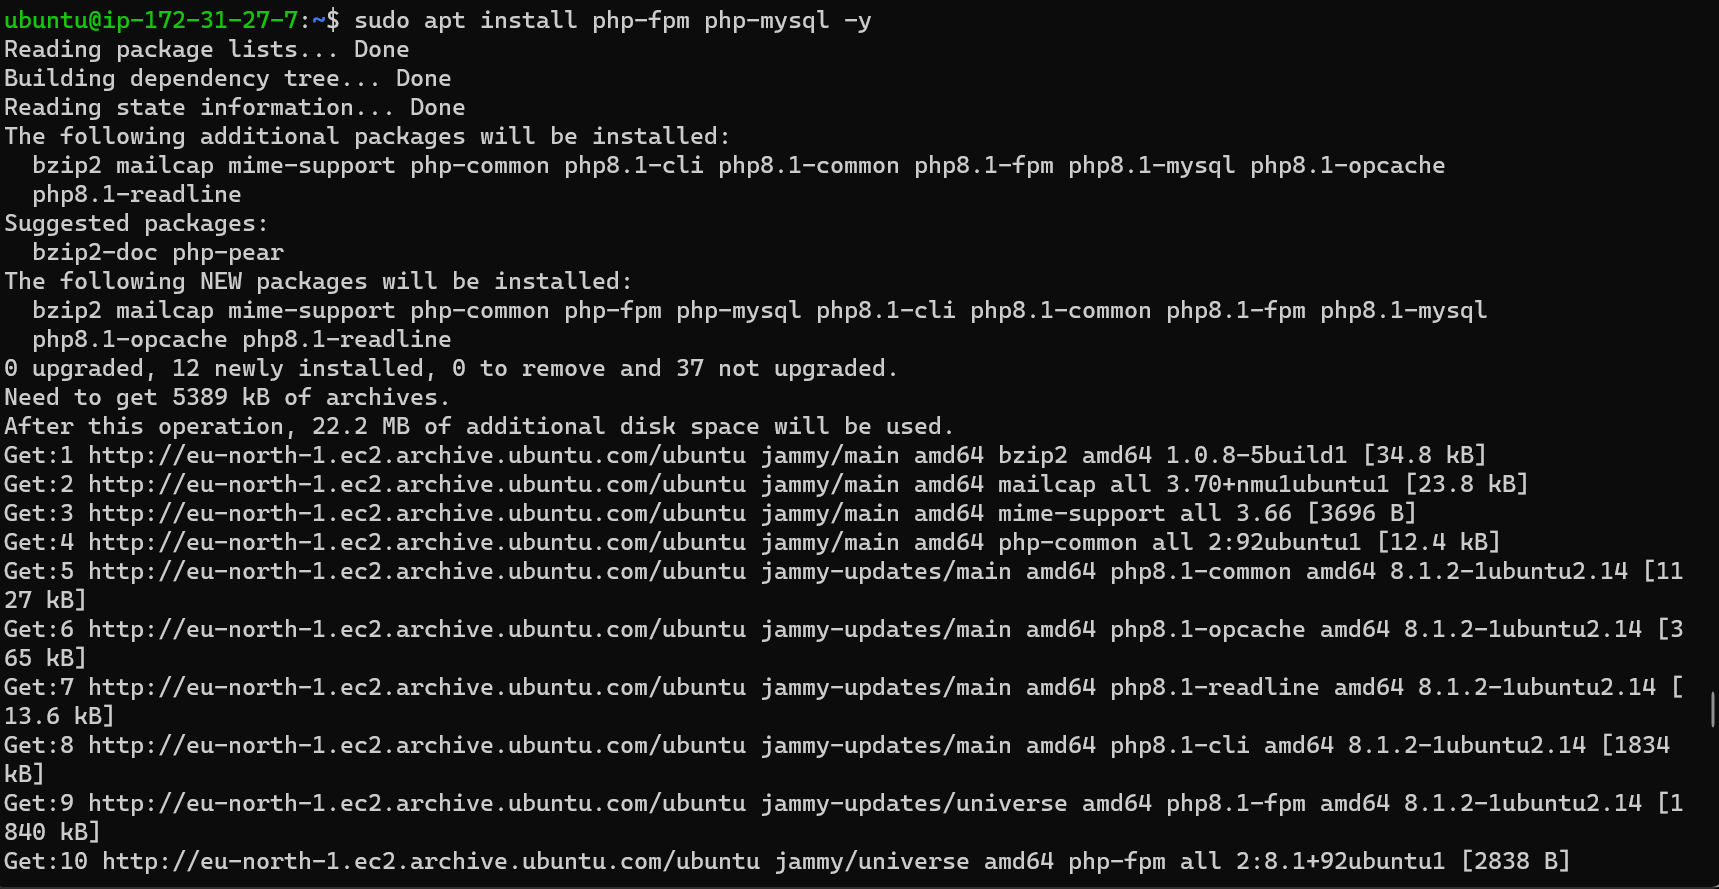 ubuntu@ip-172-31-27-7:~$ sudo apt install php-fpm php-mysql -y
Reading package lists... Done
Building dependency tree... Done
Reading state information... Done
The following additional packages will be installed:
  bzip2 mailcap mime-support php-common php8.1-cli php8.1-common php8.1-fpm php8.1-mysql php8.1-opcache
  php8.1-readline
Suggested packages:
  bzip2-doc php-pear
The following NEW packages will be installed:
  bzip2 mailcap mime-support php-common php-fpm php-mysql php8.1-cli php8.1-common php8.1-fpm php8.1-mysql
  php8.1-opcache php8.1-readline
0 upgraded, 12 newly installed, 0 to remove and 37 not upgraded.
Need to get 5389 kB of archives.
After this operation, 22.2 MB of additional disk space will be used.
Get:1 http://eu-north-1.ec2.archive.ubuntu.com/ubuntu jammy/main amd64 bzip2 amd64 1.0.8-5build1 [34.8 kB]
Get:2 http://eu-north-1.ec2.archive.ubuntu.com/ubuntu jammy/main amd64 mailcap all 3.70+nmu1ubuntu1 [23.8 kB]
Get:3 http://eu-north-1.ec2.archive.ubuntu.com/ubuntu jammy/main amd64 mime-support all 3.66 [3696 B]
Get:4 http://eu-north-1.ec2.archive.ubuntu.com/ubuntu jammy/main amd64 php-common all 2:92ubuntu1 [12.4 kB]
Get:5 http://eu-north-1.ec2.archive.ubuntu.com/ubuntu jammy-updates/main amd64 php8.1-common amd64 8.1.2-1ubuntu2.14 [11
27 kB]
Get:6 http://eu-north-1.ec2.archive.ubuntu.com/ubuntu jammy-updates/main amd64 php8.1-opcache amd64 8.1.2-1ubuntu2.14 [3
65 kB]
Get:7 http://eu-north-1.ec2.archive.ubuntu.com/ubuntu jammy-updates/main amd64 php8.1-readline amd64 8.1.2-1ubuntu2.14 [
13.6 kB]
Get:8 http://eu-north-1.ec2.archive.ubuntu.com/ubuntu jammy-updates/main amd64 php8.1-cli amd64 8.1.2-1ubuntu2.14 [1834
kB]
Get:9 http://eu-north-1.ec2.archive.ubuntu.com/ubuntu jammy-updates/universe amd64 php8.1-fpm amd64 8.1.2-1ubuntu2.14 [1
840 kB]
Get:10 http://eu-north-1.ec2.archive.ubuntu.com/ubuntu jammy/universe amd64 php-fpm all 2:8.1+92ubuntu1 [2838 B]